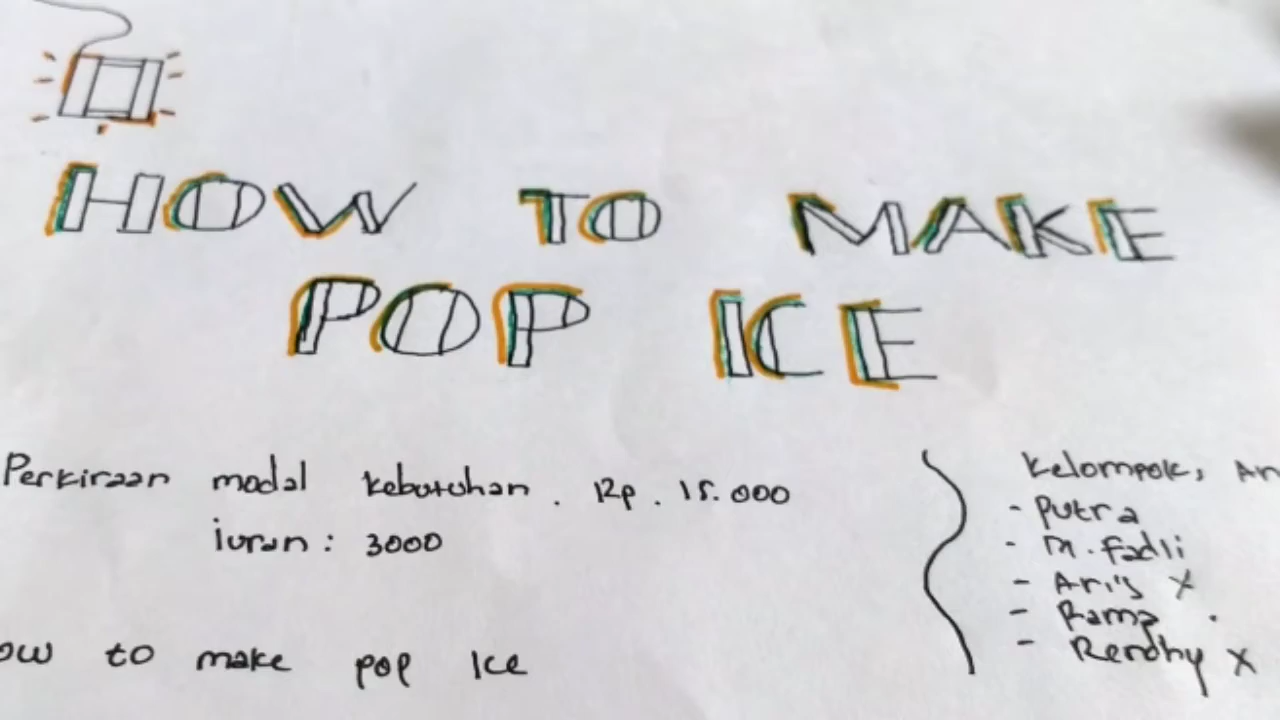 HOW TO MAKE
POP ICE
Perkiraan modal kebutuhan . Rp . 15.000
iuran : 3000
Kelompok, An
- Putra
- M. Fadli
- Aris X
- Rama .
- Rendhy X
ow to make pop Ice